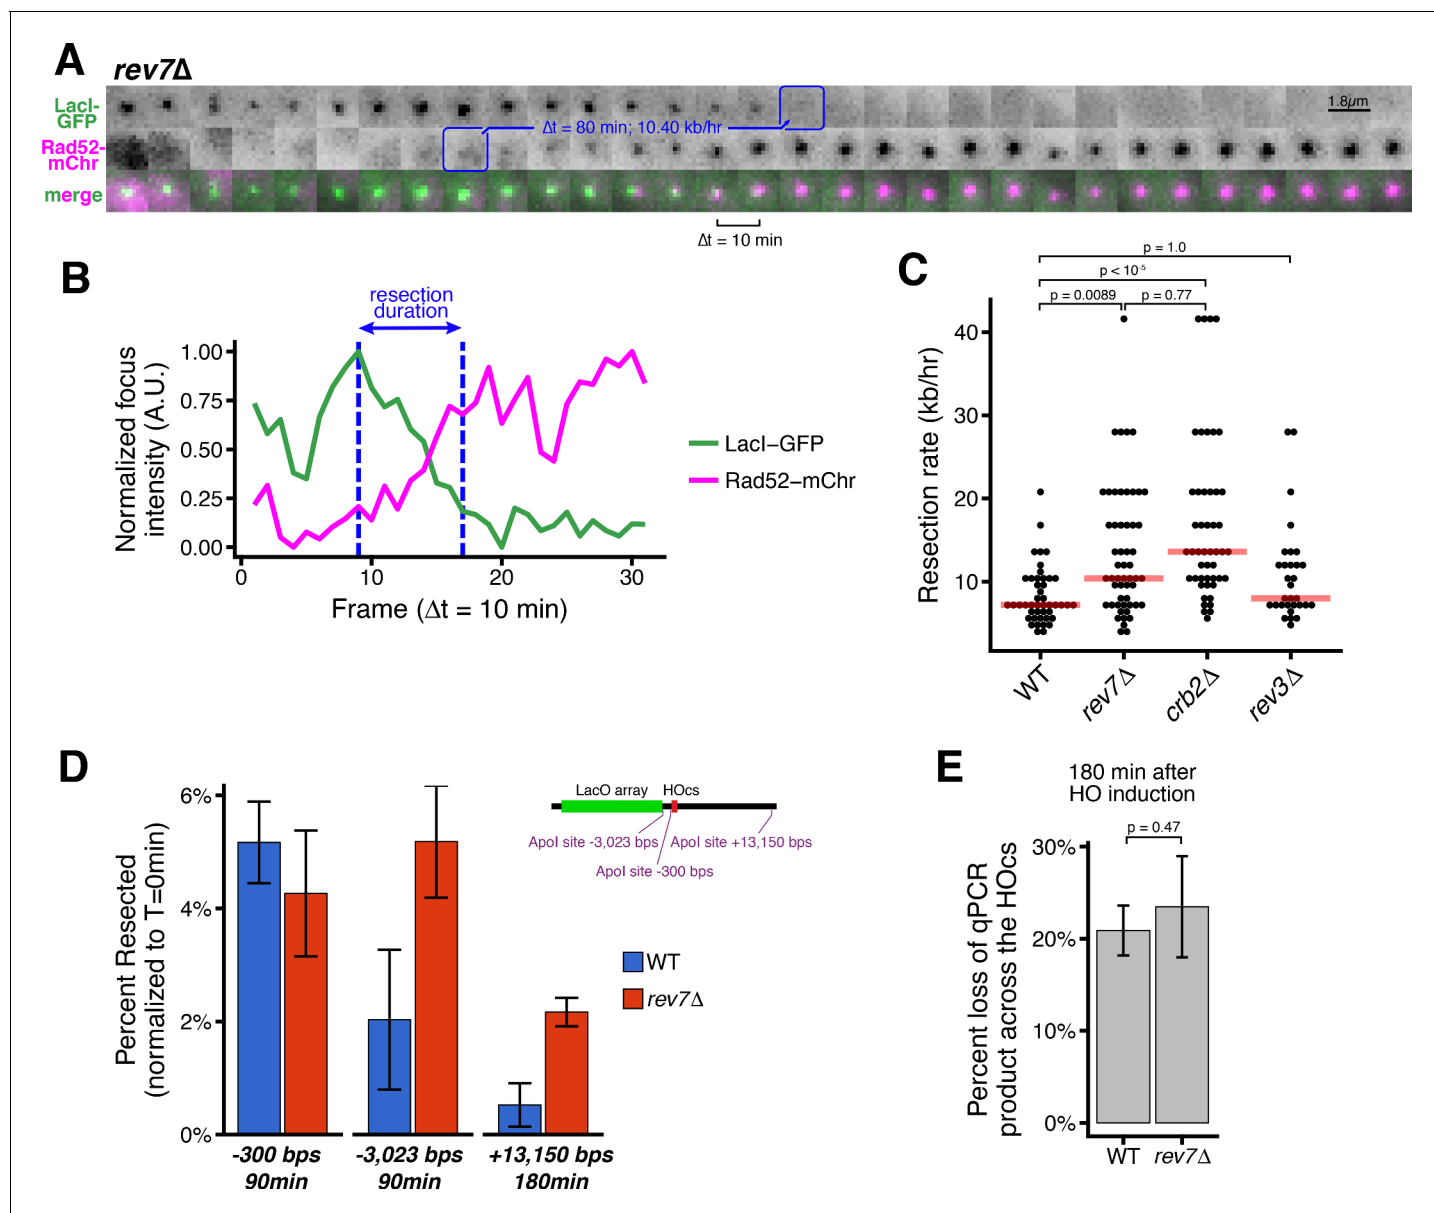 A
rev7Δ
LacI-
GFP
Rad52-
mChr
merge
Δt = 80 min; 10.40 kb/hr
1.8µm
Δt = 10 min
B
resection
duration
Normalized focus
intensity (A.U.)
1.00
0.75
0.50
0.25
0.00
0
10
20
30
Frame (Δt = 10 min)
LacI−GFP
Rad52−mChr
C
p = 1.0
p < 10-5
p = 0.0089
p = 0.77
Resection rate (kb/hr)
40
30
20
10
WT
rev7Δ
crb2Δ
rev3Δ
D
Percent Resected
(normalized to T=0min)
6%
4%
2%
0%
-300 bps
90min
-3,023 bps
90min
+13,150 bps
180min
LacO array
HOcs
ApoI site -3,023 bps
ApoI site +13,150 bps
ApoI site -300 bps
WT
rev7Δ
E
180 min after
HO induction
p = 0.47
Percent loss of qPCR
product across the HOcs
30%
20%
10%
0%
WT
rev7Δ